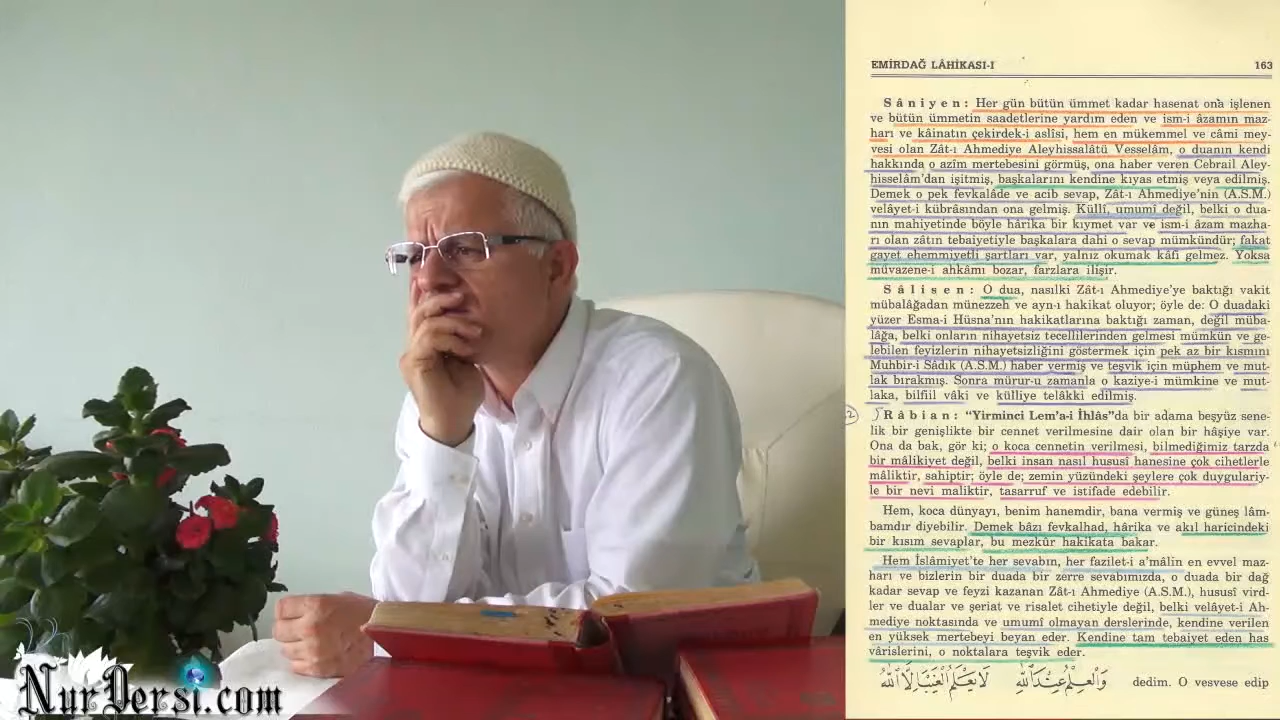 EMİRDAĞ LÂHİKASI-I 163
Sâniyen: Her gün bütün ümmet kadar hasenat ona işlenen
ve bütün ümmetin saadetlerine yardım eden ve ism-i âzamın maz-
harı ve kâinatın çekirdek-i aslîsi, hem en mükemmel ve câmi mey-
vesi olan Zât-ı Ahmediye Aleyhissalâtü Vesselâm, o duanın kendi
hakkında o azîm mertebesini görmüş, ona haber veren Cebrail Aley-
hisselâm'dan işitmiş, başkalarını kendine kıyas etmiş veya edilmiş.
Demek o pek fevkalâde ve acib sevap, Zât-ı Ahmediye'nin (A.S.M.)
velâyet-i kübrâsından ona gelmiş. Küllî umumî değil, belki o dua-
nın mahiyetinde böyle hârika bir kıymet var ve ism-i âzam mazha-
rı olan zâtın tebaiyetiyle başkalara dahi o sevap mümkündür; fakat
gayet ehemmiyetli şartları var, yalnız okumak kâfi gelmez. Yoksa
müvazene-i ahkâmı bozar, farzlara ilişir.
Sâlisen: O dua, nasılki Zât-ı Ahmediye'ye baktığı vakit
mübalâğadan münezzeh ve ayn-ı hakikat oluyor; öyle de: O duadaki
yüzer Esma-i Hüsna'nın hakikatlarına baktığı zaman, değil müba-
lâğa, belki onların nihayetsiz tecellilerinden gelmesi mümkün ve ge-
lebilen feyizlerin nihayetsizliğini göstermek için pek az bir kısmını
Muhbir-i Sâdık (A.S.M.) haber vermiş ve teşvik için müphem ve mut-
lak bırakmış. Sonra mürur-u zamanla o kaziye-i mümkine ve mut-
laka, bilfiil vâki ve külliye telâkki edilmiş.
Râbian: "Yirminci Lem'a-i İhlâs"da bir adama beşyüz sene-
lik bir genişlikte bir cennet verilmesine dair olan bir hâşiye var.
Ona da bak, gör ki; o koca cennetin verilmesi, bilmediğimiz tarzda
bir mâlikiyet değil, belki insan nasıl hususî hanesine çok cihetlerle
mâliktir, sahiptir; öyle de; zemin yüzündeki şeylere çok duygulariy-
le bir nevi maliktir, tasarruf ve istifade edebilir.
Hem, koca dünyayı, benim hanemdir, bana vermiş ve güneş lâm-
bamdır diyebilir. Demek bâzı fevkalhad, hârika ve akıl haricindeki
bir kısım sevaplar, bu mezkûr hakikata bakar.
Hem İslâmiyet'te her sevabın, her fazilet-i a'mâlin en evvel maz-
harı ve bizlerin bir duada bir zerre sevabımızda, o duada bir dağ
kadar sevap ve feyzi kazanan Zât-ı Ahmediye (A.S.M.), hususî vird-
ler ve dualar ve şeriat ve risalet cihetiyle değil, belki velâyet-i Ah-
mediye noktasında ve umumî olmayan derslerinde, kendine verilen
en yüksek mertebeyi beyan eder. Kendine tam tebaiyet eden has
vârislerini, o noktalara teşvik eder.
لَا يَعْلَمُ الْغَيْبَ اِلَّا اللّٰهُ وَالْعِلْمُ عِنْدَ اللّٰهِ dedim. O vesvese edip
NurDersi.com